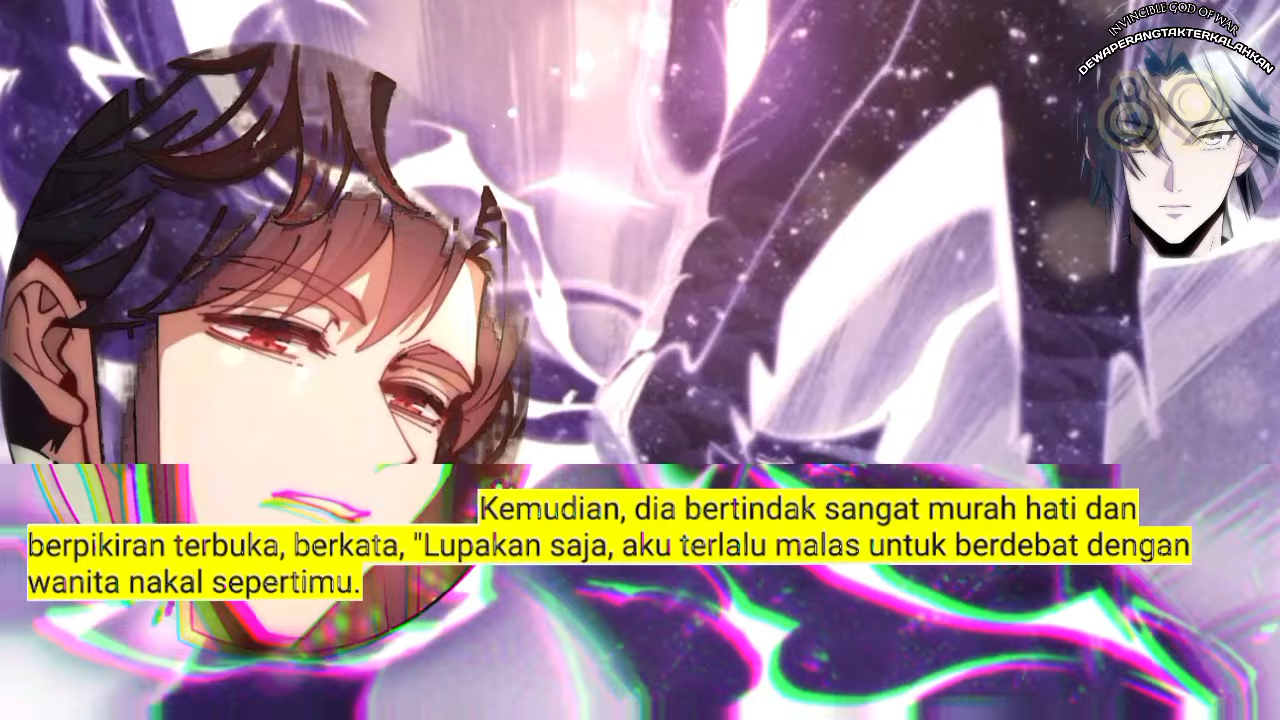 INVINCIBLE GOD OF WAR
DEWAPERANGTAKTERKALAHKAN
Kemudian, dia bertindak sangat murah hati dan
berpikiran terbuka, berkata, "Lupakan saja, aku terlalu malas untuk berdebat dengan
wanita nakal sepertimu.